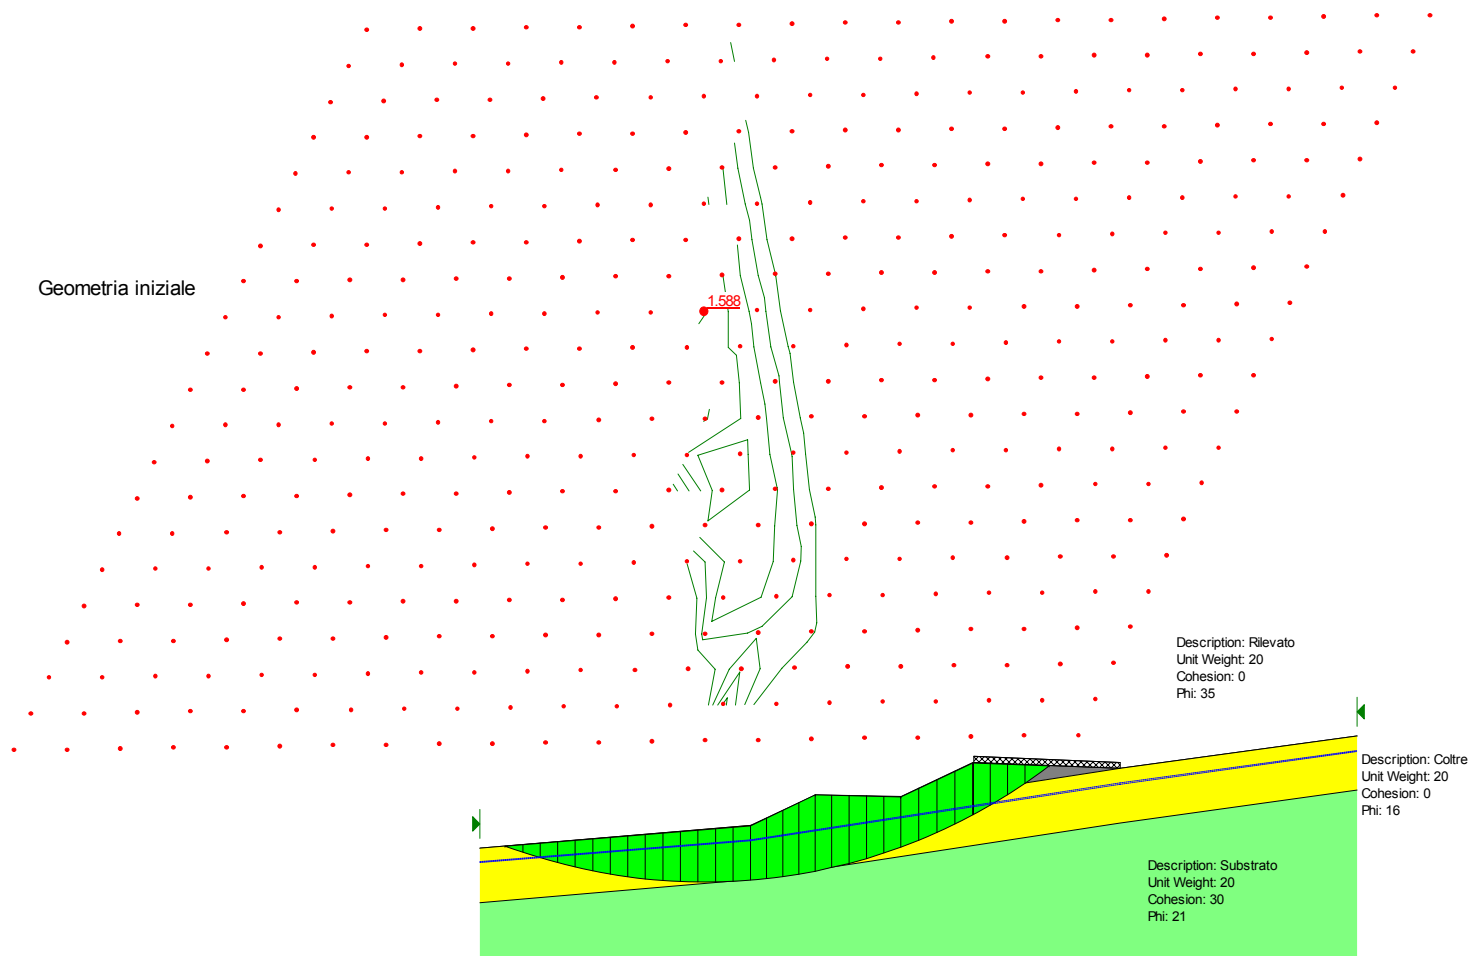 Geometria iniziale
1.588
Description: Rilevato
Unit Weight: 20
Cohesion: 0
Phi: 35
Description: Coltre
Unit Weight: 20
Cohesion: 0
Phi: 16
Description: Substrato
Unit Weight: 20
Cohesion: 30
Phi: 21